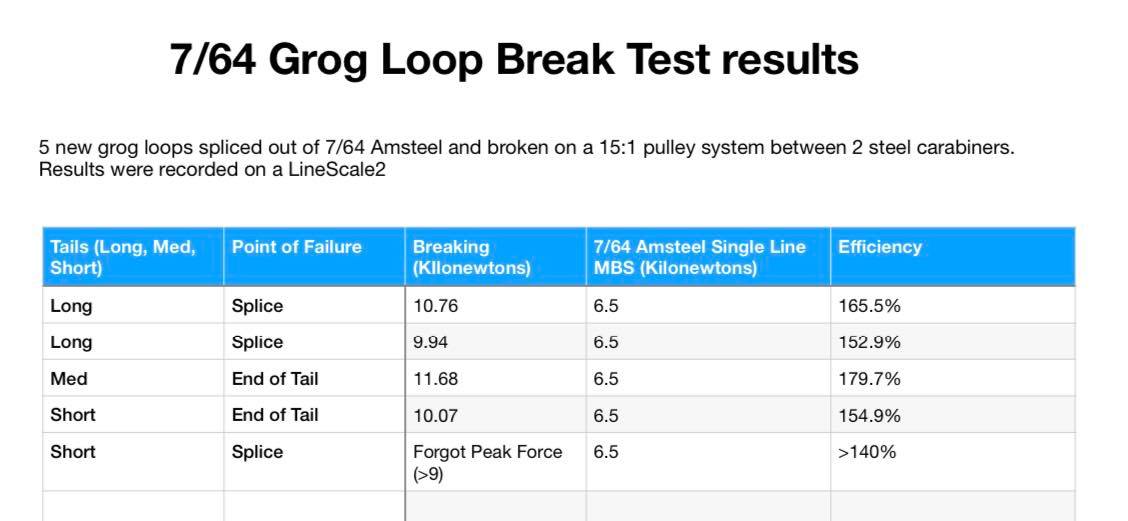 7/64 Grog Loop Break Test results
5 new grog loops spliced out of 7/64 Amsteel and broken on a 15:1 pulley system between 2 steel carabiners.
Results were recorded on a LineScale2
Tails (Long, Med, Short) Point of Failure Breaking (KIlonewtons) 7/64 Amsteel Single Line MBS (Kilonewtons) Efficiency
Long Splice 10.76 6.5 165.5%
Long Splice 9.94 6.5 152.9%
Med End of Tail 11.68 6.5 179.7%
Short End of Tail 10.07 6.5 154.9%
Short Splice Forgot Peak Force (>9) 6.5 >140%